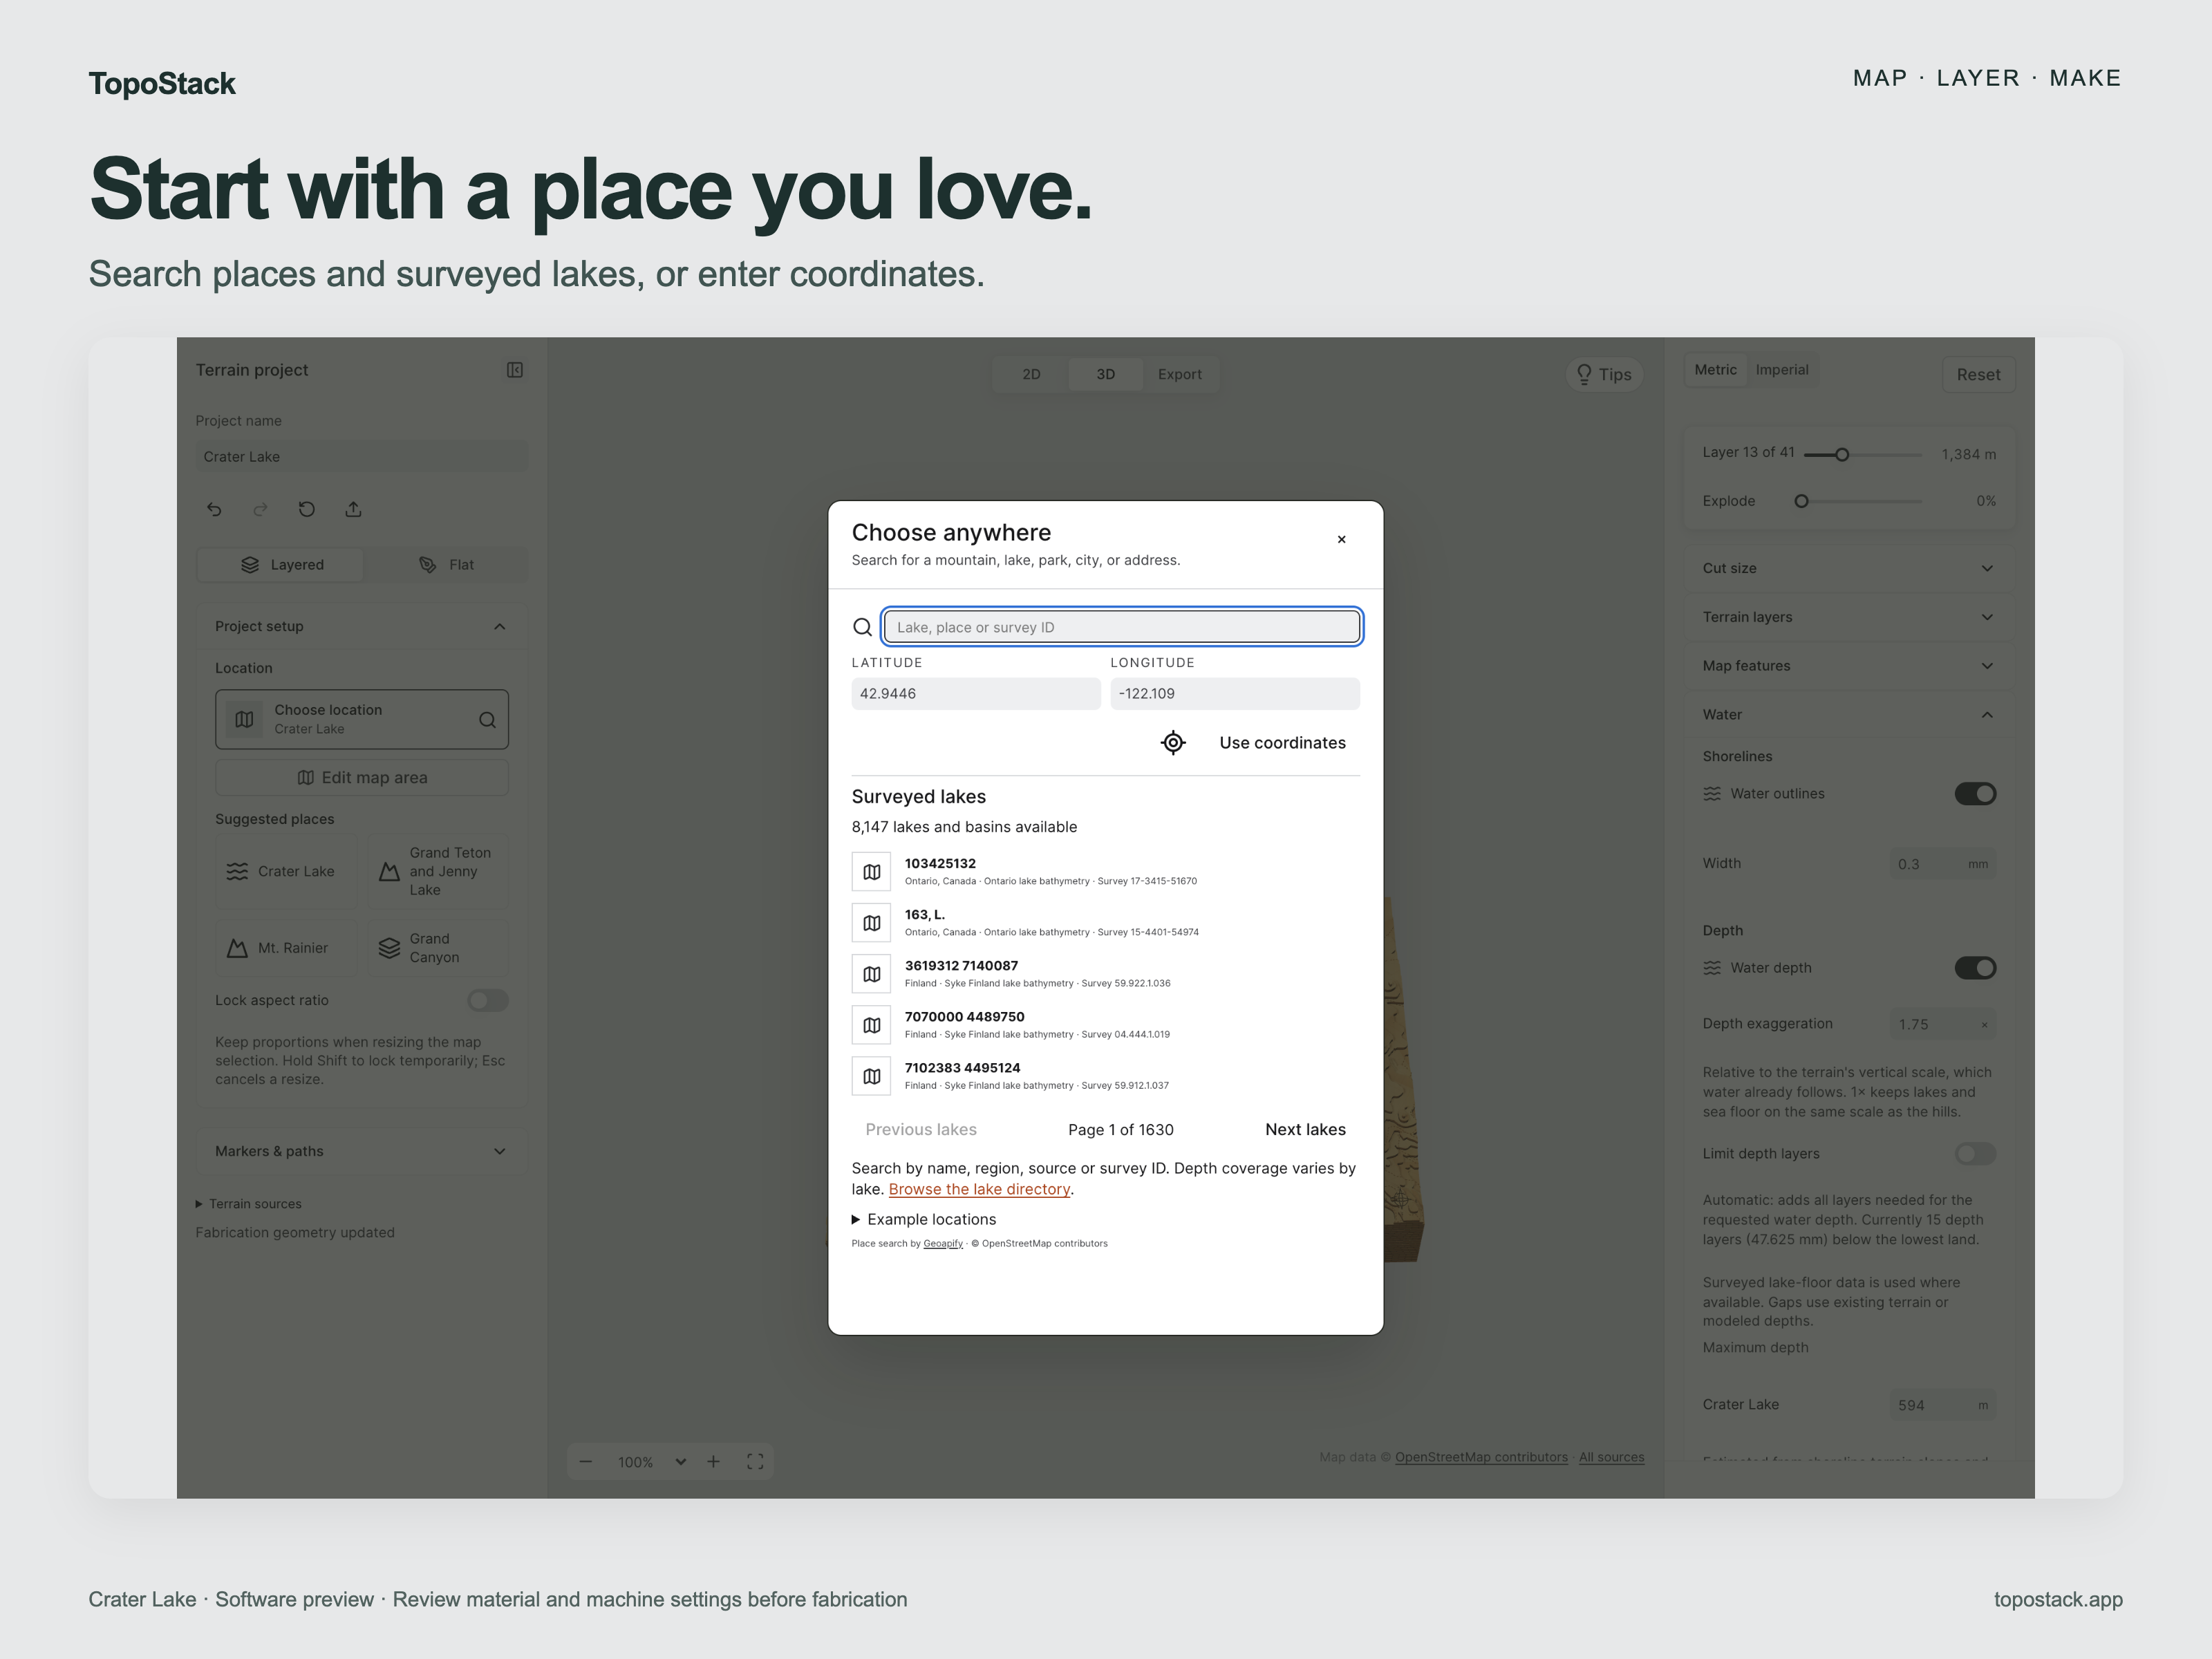 TopoStack
MAP · LAYER · MAKE
Start with a place you love.
Search places and surveyed lakes, or enter coordinates.
Terrain project
Project name
Crater Lake
Layered
Flat
Project setup
Location
Choose location
Crater Lake
Edit map area
Suggested places
Crater Lake
Grand Teton
and Jenny
Lake
Mt. Rainier
Grand
Canyon
Lock aspect ratio
Keep proportions when resizing the map
selection. Hold Shift to lock temporarily; Esc
cancels a resize.
Markers & paths
Terrain sources
Fabrication geometry updated
2D
3D
Export
Tips
Choose anywhere
×
Search for a mountain, lake, park, city, or address.
Lake, place or survey ID
LATITUDE
LONGITUDE
42.9446
-122.109
Use coordinates
Surveyed lakes
8,147 lakes and basins available
103425132
Ontario, Canada · Ontario lake bathymetry · Survey 17-3415-51670
163, L.
Ontario, Canada · Ontario lake bathymetry · Survey 15-4401-54974
3619312 7140087
Finland · Syke Finland lake bathymetry · Survey 59.922.1.036
7070000 4489750
Finland · Syke Finland lake bathymetry · Survey 04.444.1.019
7102383 4495124
Finland · Syke Finland lake bathymetry · Survey 59.912.1.037
Previous lakes
Page 1 of 1630
Next lakes
Search by name, region, source or survey ID. Depth coverage varies by
lake. Browse the lake directory.
Example locations
Place search by Geoapify · © OpenStreetMap contributors
100%
Map data © OpenStreetMap contributors · All sources
Metric
Imperial
Reset
Layer 13 of 41
1,384 m
Explode
0%
Cut size
Terrain layers
Map features
Water
Shorelines
Water outlines
Width
0.3
mm
Depth
Water depth
Depth exaggeration
1.75
×
Relative to the terrain's vertical scale, which
water already follows. 1× keeps lakes and
sea floor on the same scale as the hills.
Limit depth layers
Automatic: adds all layers needed for the
requested water depth. Currently 15 depth
layers (47.625 mm) below the lowest land.
Surveyed lake-floor data is used where
available. Gaps use existing terrain or
modeled depths.
Maximum depth
Crater Lake
594
m
Crater Lake · Software preview · Review material and machine settings before fabrication
topostack.app